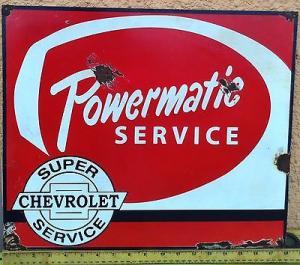 Powermatic
SERVICE
SUPER
CHEVROLET
SERVICE